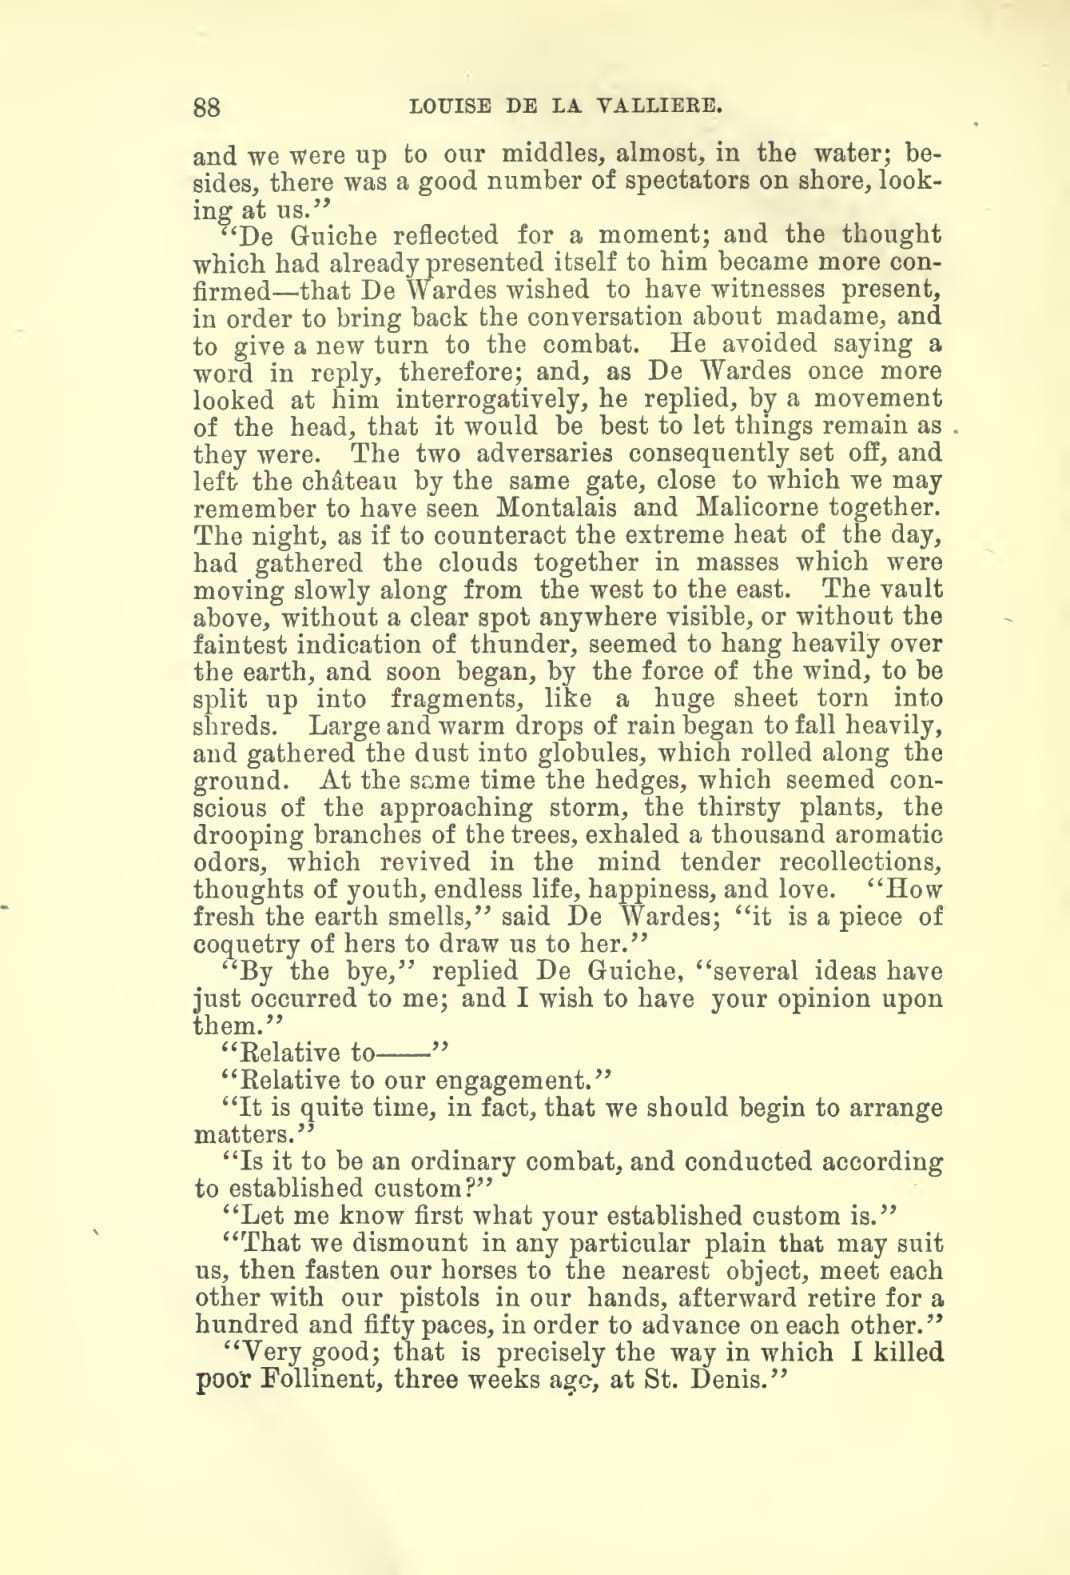 88 LOUISE DE LA VALLIERE.
and we were up to our middles, almost, in the water; be-
sides, there was a good number of spectators on shore, look-
ing at us.”
“De Guiche reflected for a moment; and the thought
which had already presented itself to him became more con-
firmed—that De Wardes wished to have witnesses present,
in order to bring back the conversation about madame, and
to give a new turn to the combat. He avoided saying a
word in reply, therefore; and, as De Wardes once more
looked at him interrogatively, he replied, by a movement
of the head, that it would be best to let things remain as
they were. The two adversaries consequently set off, and
left the château by the same gate, close to which we may
remember to have seen Montalais and Malicorne together.
The night, as if to counteract the extreme heat of the day,
had gathered the clouds together in masses which were
moving slowly along from the west to the east. The vault
above, without a clear spot anywhere visible, or without the
faintest indication of thunder, seemed to hang heavily over
the earth, and soon began, by the force of the wind, to be
split up into fragments, like a huge sheet torn into
shreds. Large and warm drops of rain began to fall heavily,
and gathered the dust into globules, which rolled along the
ground. At the same time the hedges, which seemed con-
scious of the approaching storm, the thirsty plants, the
drooping branches of the trees, exhaled a thousand aromatic
odors, which revived in the mind tender recollections,
thoughts of youth, endless life, happiness, and love. “How
fresh the earth smells,” said De Wardes; “it is a piece of
coquetry of hers to draw us to her.”
“By the bye,” replied De Guiche, “several ideas have
just occurred to me; and I wish to have your opinion upon
them.”
“Relative to——”
“Relative to our engagement.”
“It is quite time, in fact, that we should begin to arrange
matters.”
“Is it to be an ordinary combat, and conducted according
to established custom?”
“Let me know first what your established custom is.”
“That we dismount in any particular plain that may suit
us, then fasten our horses to the nearest object, meet each
other with our pistols in our hands, afterward retire for a
hundred and fifty paces, in order to advance on each other.”
“Very good; that is precisely the way in which I killed
poor Follinent, three weeks ago, at St. Denis.”